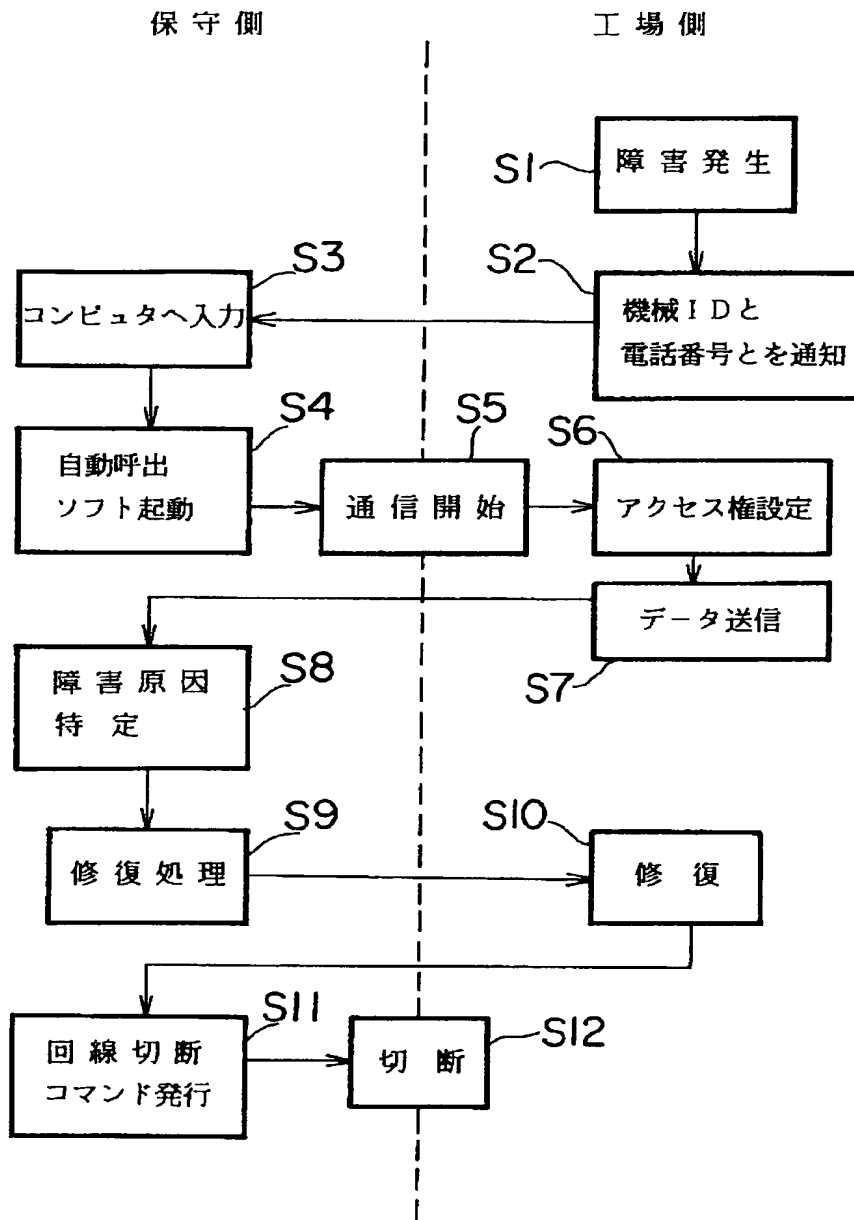 保守側
工場側
S1
障害発生
S2
機械IDと
電話番号とを通知
S3
コンピュタへ入力
S4
自動呼出
ソフト起動
S5
通信開始
S6
アクセス権設定
データ送信
S7
S8
障害原因
特定
S9
修復処理
S10
修復
S11
回線切断
コマンド発行
S12
切断